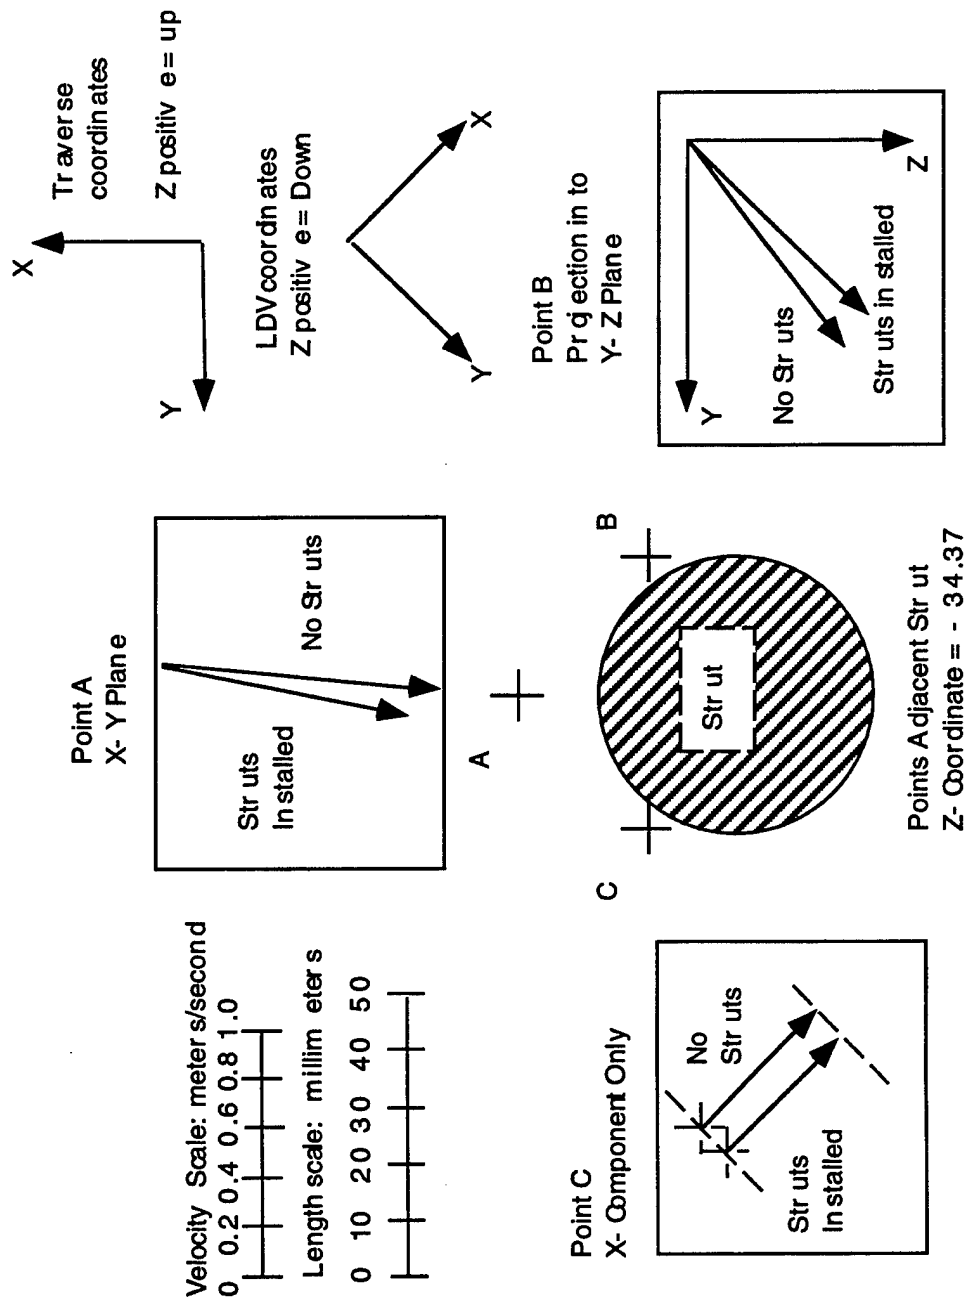 Velocity Scale: meters/second
0 0.2 0.4 0.6 0.8 1.0
Length scale: millimeters
0 10 20 30 40 50
Point A
X-Y Plane
Struts
Installed
No Struts
Traverse
coordinates
Z positive = up
X
Y
LDV coordnates
Z positive = Down
X
Y
Point C
X-Component Only
No
Struts
Struts
Installed
A
B
C
Strut
Points Adjacent Strut
Z-Coordinate = -34.37
Point B
Projection into
Y-Z Plane
Y
Z
No Struts
Struts installed